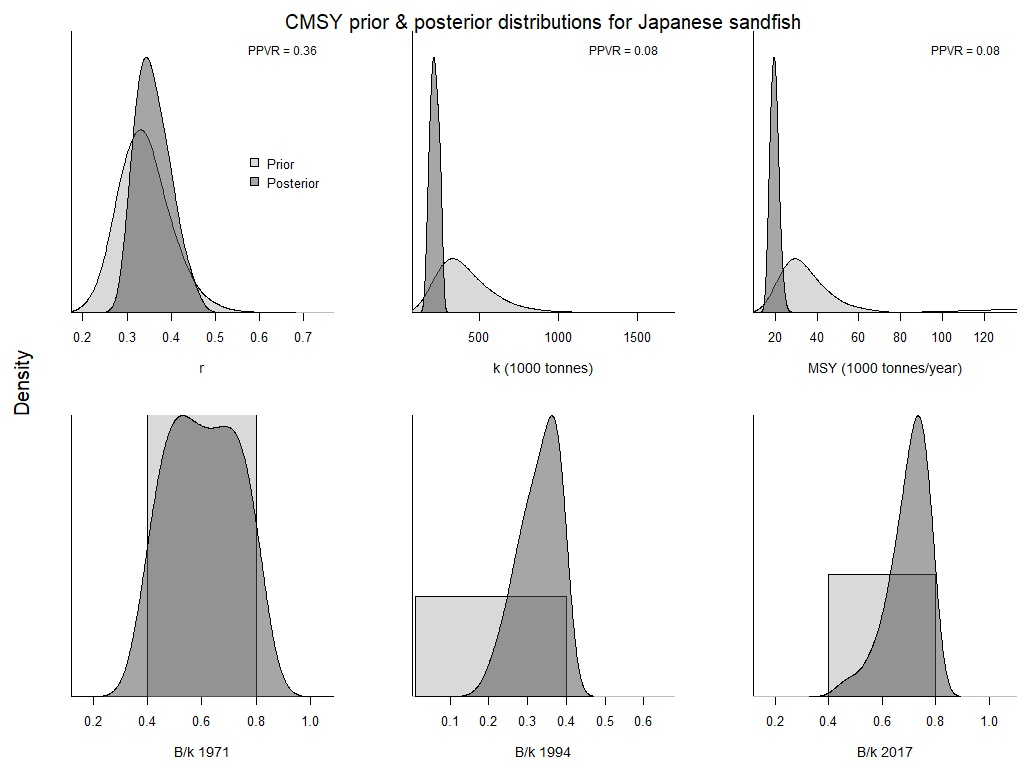 CMSY prior & posterior distributions for Japanese sandfish
PPVR = 0.36
PPVR = 0.08
PPVR = 0.08
Prior
Posterior
0.2 0.3 0.4 0.5 0.6 0.7
r
500 1000 1500
k (1000 tonnes)
20 40 60 80 100 120
MSY (1000 tonnes/year)
Density
0.2 0.4 0.6 0.8 1.0
B/k 1971
0.1 0.2 0.3 0.4 0.5 0.6
B/k 1994
0.2 0.4 0.6 0.8 1.0
B/k 2017